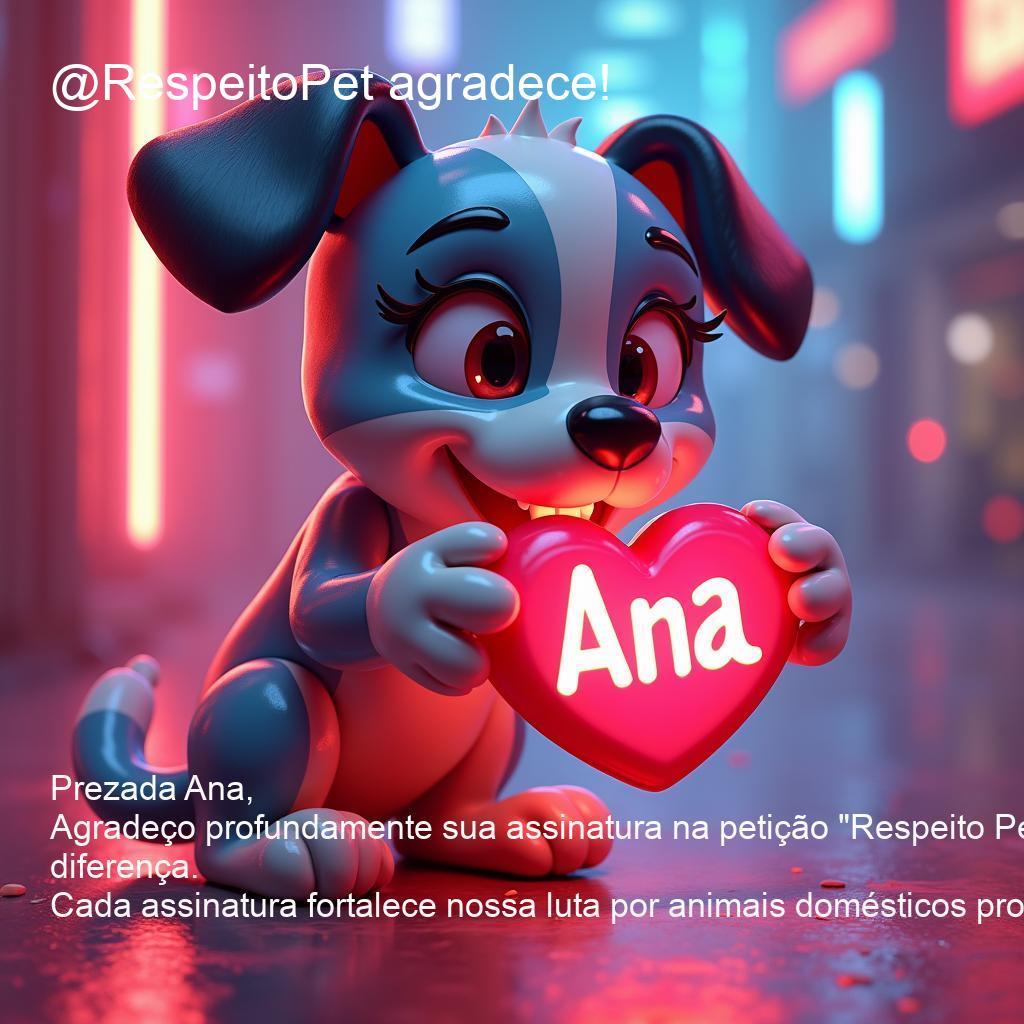 @RespeitoPet agradece!
Ana
Prezada Ana,
Agradeço profundamente sua assinatura na petição "Respeito Pe
diferença.
Cada assinatura fortalece nossa luta por animais domésticos pro